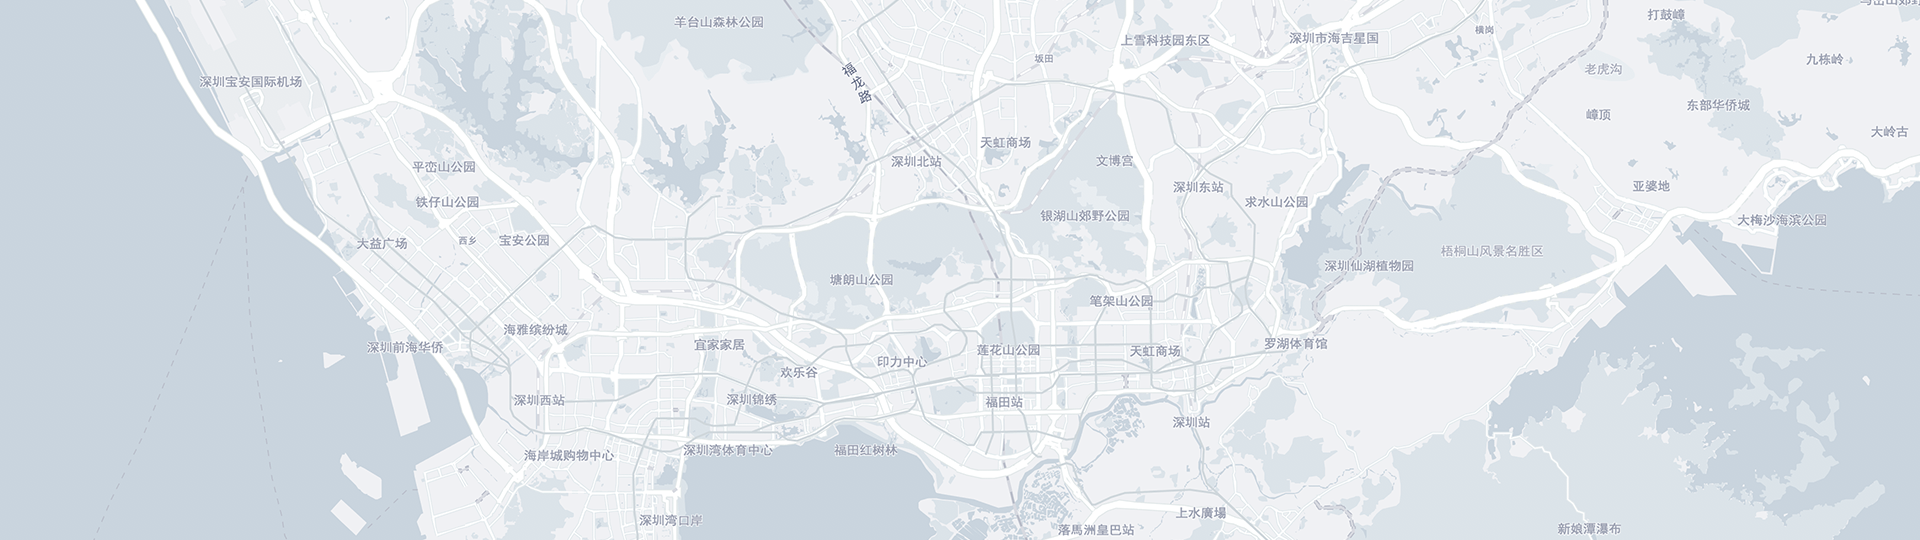 羊台山森林公园
打鼓嶂
坂田
上雪科技园东区
深圳市海吉星国
横岗
九栋岭
老虎沟
深圳宝安国际机场
福龙路
东部华侨城
嶂顶
大岭古
天虹商场
平峦山公园
深圳北站
文博宫
深圳东站
亚婆地
铁仔山公园
求水山公园
银湖山郊野公园
大梅沙海滨公园
大益广场
西乡
宝安公园
梧桐山风景名胜区
深圳仙湖植物园
塘朗山公园
笔架山公园
海雅缤纷城
深圳前海华侨
宜家家居
莲花山公园
天虹商场
罗湖体育馆
印力中心
欢乐谷
深圳西站
深圳锦绣
福田站
深圳站
海岸城购物中心
深圳湾体育中心
福田红树林
深圳湾口岸
上水廣場
落馬洲皇巴站
新娘潭瀑布